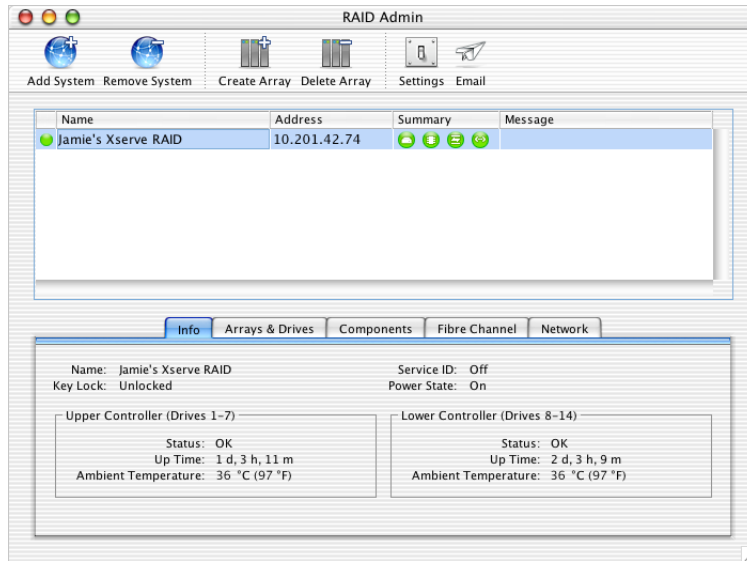 RAID Admin
Add System Remove System Create Array Delete Array Settings Email
Name Address Summary Message
Jamie's Xserve RAID 10.201.42.74
Info Arrays & Drives Components Fibre Channel Network
Name: Jamie's Xserve RAID Service ID: Off
Key Lock: Unlocked Power State: On
Upper Controller (Drives 1-7) Lower Controller (Drives 8-14)
Status: OK Status: OK
Up Time: 1 d, 3 h, 11 m Up Time: 2 d, 3 h, 9 m
Ambient Temperature: 36 °C (97 °F) Ambient Temperature: 36 °C (97 °F)